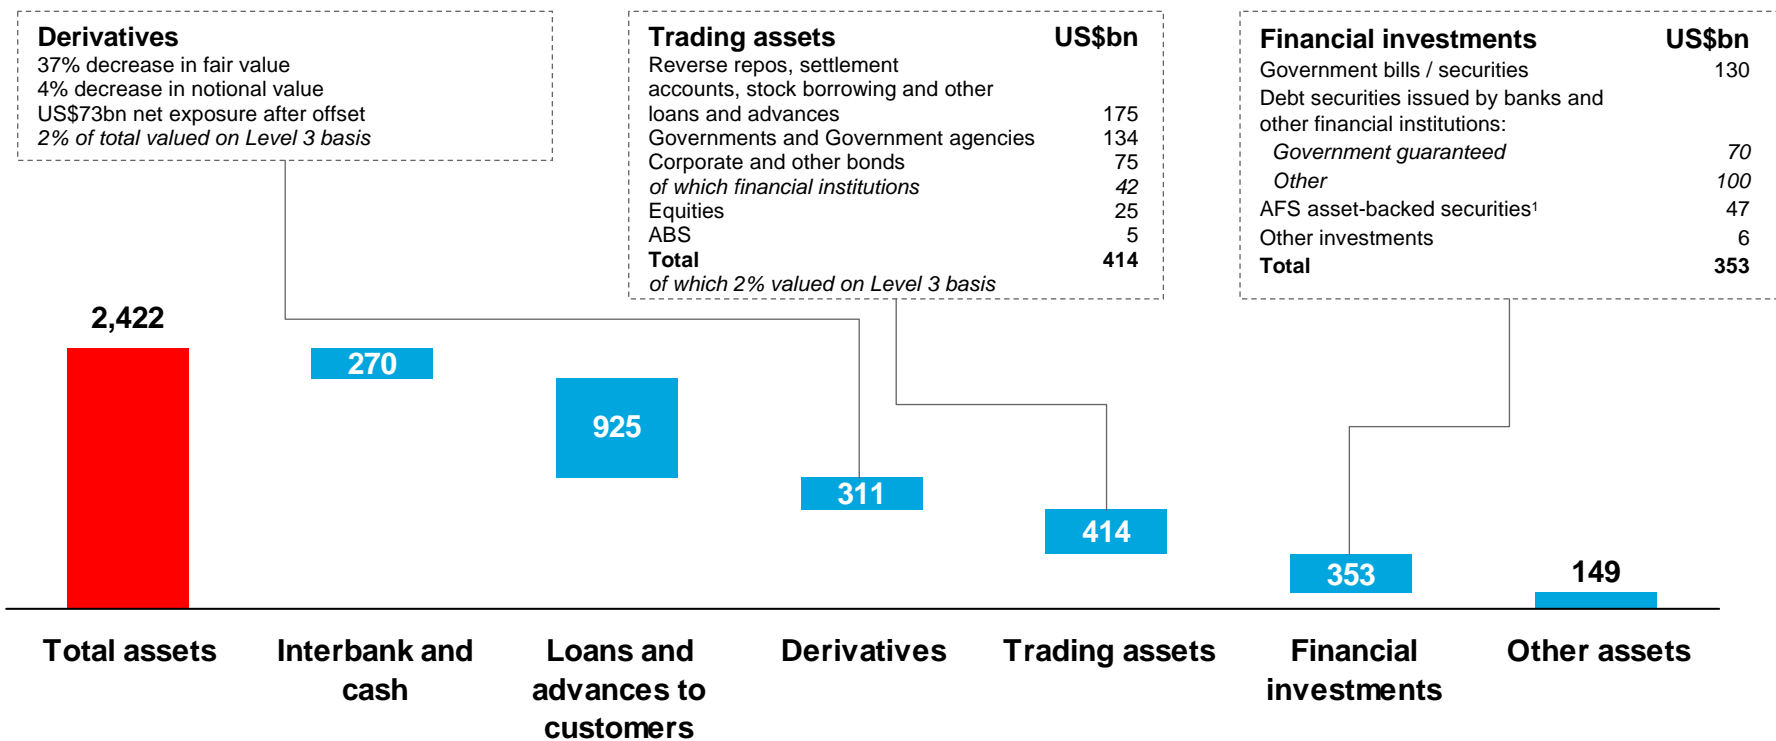 Derivatives
37% decrease in fair value
4% decrease in notional value
US$73bn net exposure after offset
2% of total valued on Level 3 basis
Trading assets US$bn
Reverse repos, settlement
accounts, stock borrowing and other
loans and advances 175
Governments and Government agencies 134
Corporate and other bonds 75
of which financial institutions 42
Equities 25
ABS 5
Total 414
of which 2% valued on Level 3 basis
Financial investments US$bn
Government bills / securities 130
Debt securities issued by banks and
other financial institutions:
Government guaranteed 70
Other 100
AFS asset-backed securities¹ 47
Other investments 6
Total 353
2,422
270
925
311
414
353
149
Total assets
Interbank and
cash
Loans and
advances to
customers
Derivatives
Trading assets
Financial
investments
Other assets